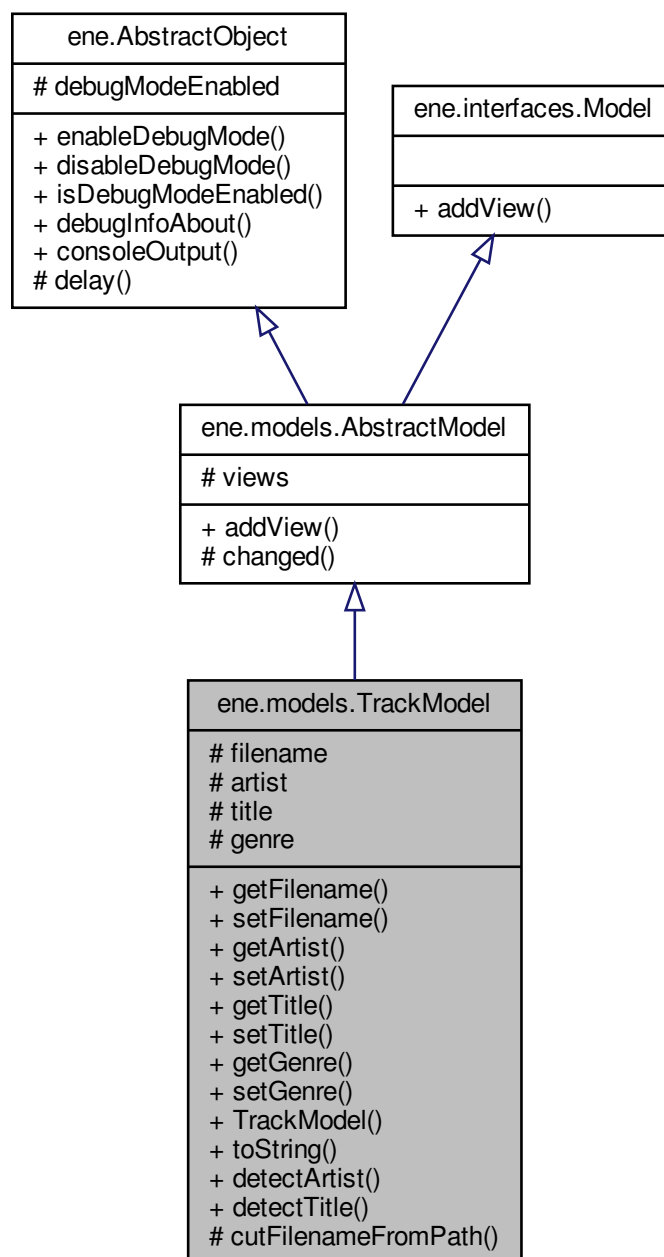 ene.AbstractObject
# debugModeEnabled
+ enableDebugMode()
+ disableDebugMode()
+ isDebugModeEnabled()
+ debugInfoAbout()
+ consoleOutput()
# delay()
ene.interfaces.Model
+ addView()
ene.models.AbstractModel
# views
+ addView()
# changed()
ene.models.TrackModel
# filename
# artist
# title
# genre
+ getFilename()
+ setFilename()
+ getArtist()
+ setArtist()
+ getTitle()
+ setTitle()
+ getGenre()
+ setGenre()
+ TrackModel()
+ toString()
+ detectArtist()
+ detectTitle()
# cutFilenameFromPath()